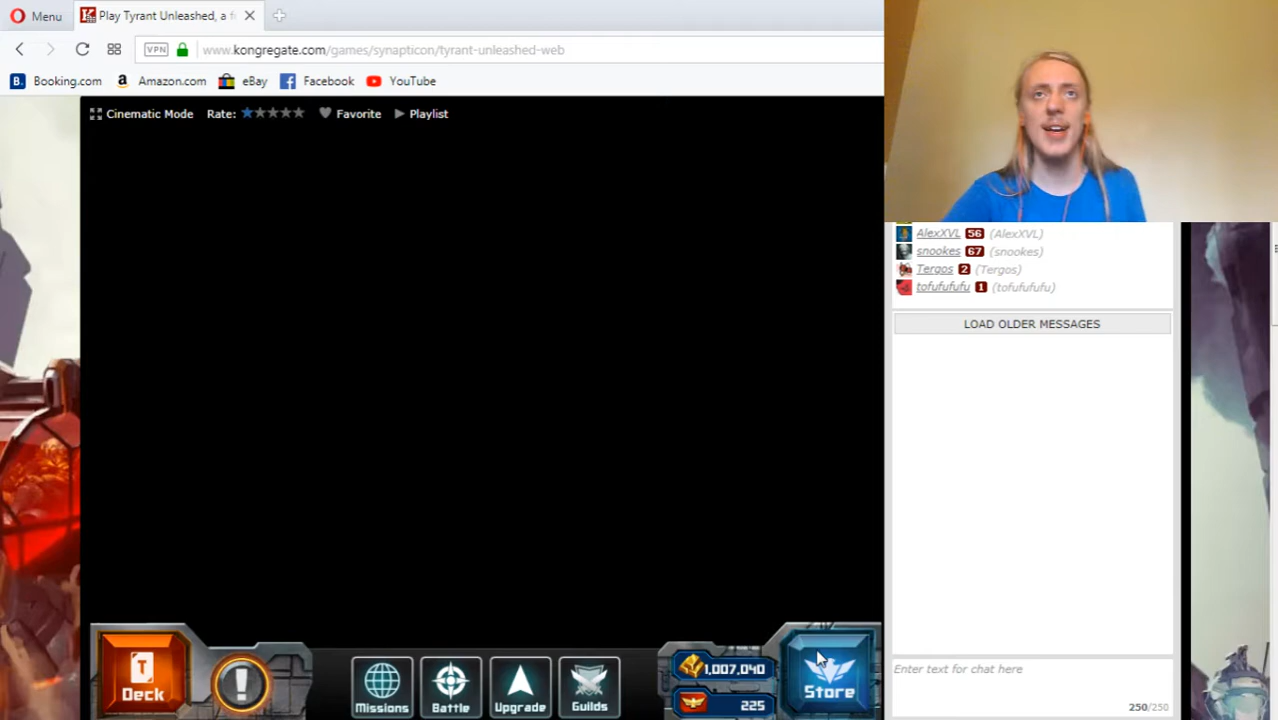 Menu
Play Tyrant Unleashed, a f
VPN
www.kongregate.com/games/synapticon/tyrant-unleashed-web
B. Booking.com
a Amazon.com
eBay
Facebook
YouTube
Cinematic Mode
Rate:
Favorite
Playlist
AlexXVL 56 (AlexXVL)
snookes 67 (snookes)
Tergos 2 (Tergos)
tofufufufu 1 (tofufufufu)
LOAD OLDER MESSAGES
Enter text for chat here
250/250
T
Deck
!
Missions
Battle
Upgrade
Guilds
1,007,040
225
Store